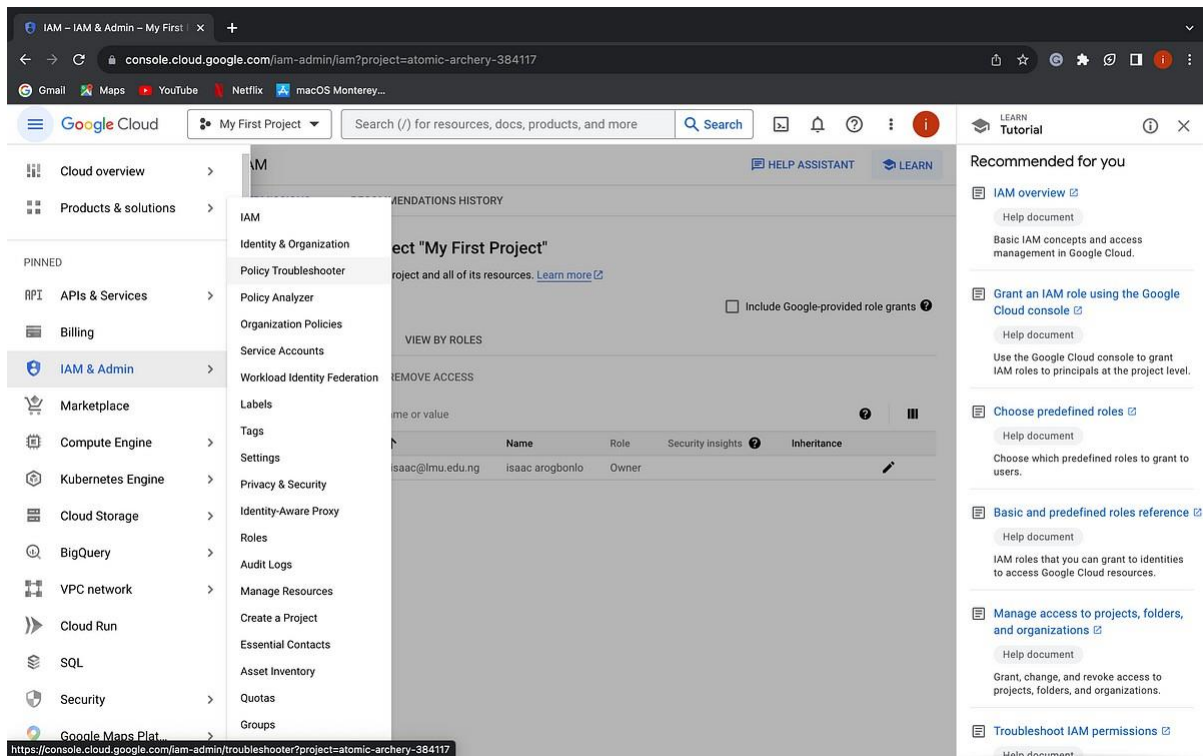 IAM – IAM & Admin – My First
console.cloud.google.com/iam-admin/iam?project=atomic-archery-384117
Gmail Maps YouTube Netflix macOS Monterey...
Google Cloud My First Project Search (/) for resources, docs, products, and more Search i
LEARN
Tutorial
Cloud overview
Products & solutions
PINNED
API APIs & Services
Billing
IAM & Admin
Marketplace
Compute Engine
Kubernetes Engine
Cloud Storage
BigQuery
VPC network
Cloud Run
SQL
Security
Google Maps Plat...
https://console.cloud.google.com/iam-admin/troubleshooter?project=atomic-archery-384117
IAM
Identity & Organization
Policy Troubleshooter
Policy Analyzer
Organization Policies
Service Accounts
Workload Identity Federation
Labels
Tags
Settings
Privacy & Security
Identity-Aware Proxy
Roles
Audit Logs
Manage Resources
Create a Project
Essential Contacts
Asset Inventory
Quotas
Groups
AM HELP ASSISTANT LEARN
MENDATIONS HISTORY
ect "My First Project"
roject and all of its resources. Learn more
Include Google-provided role grants
VIEW BY ROLES
REMOVE ACCESS
me or value
Name Role Security insights Inheritance
isaac@lmu.edu.ng isaac arogbonlo Owner
Recommended for you
IAM overview
Help document
Basic IAM concepts and access
management in Google Cloud.
Grant an IAM role using the Google
Cloud console
Help document
Use the Google Cloud console to grant
IAM roles to principals at the project level.
Choose predefined roles
Help document
Choose which predefined roles to grant to
users.
Basic and predefined roles reference
Help document
IAM roles that you can grant to identities
to access Google Cloud resources.
Manage access to projects, folders,
and organizations
Help document
Grant, change, and revoke access to
projects, folders, and organizations.
Troubleshoot IAM permissions
Help document